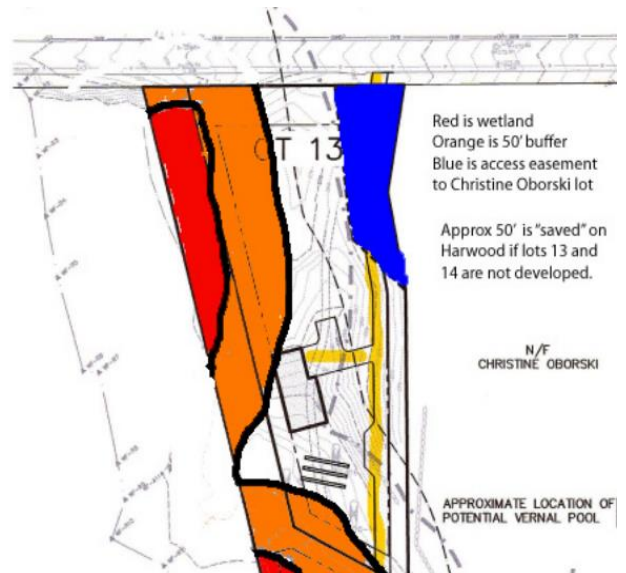 Red is wetland
Orange is 50' buffer
Blue is access easement
to Christine Oborski lot
OT 13
Approx 50' is "saved" on
Harwood if lots 13 and
14 are not developed.
N/F
CHRISTINE OBORSKI
APPROXIMATE LOCATION OF
POTENTIAL VERNAL POOL